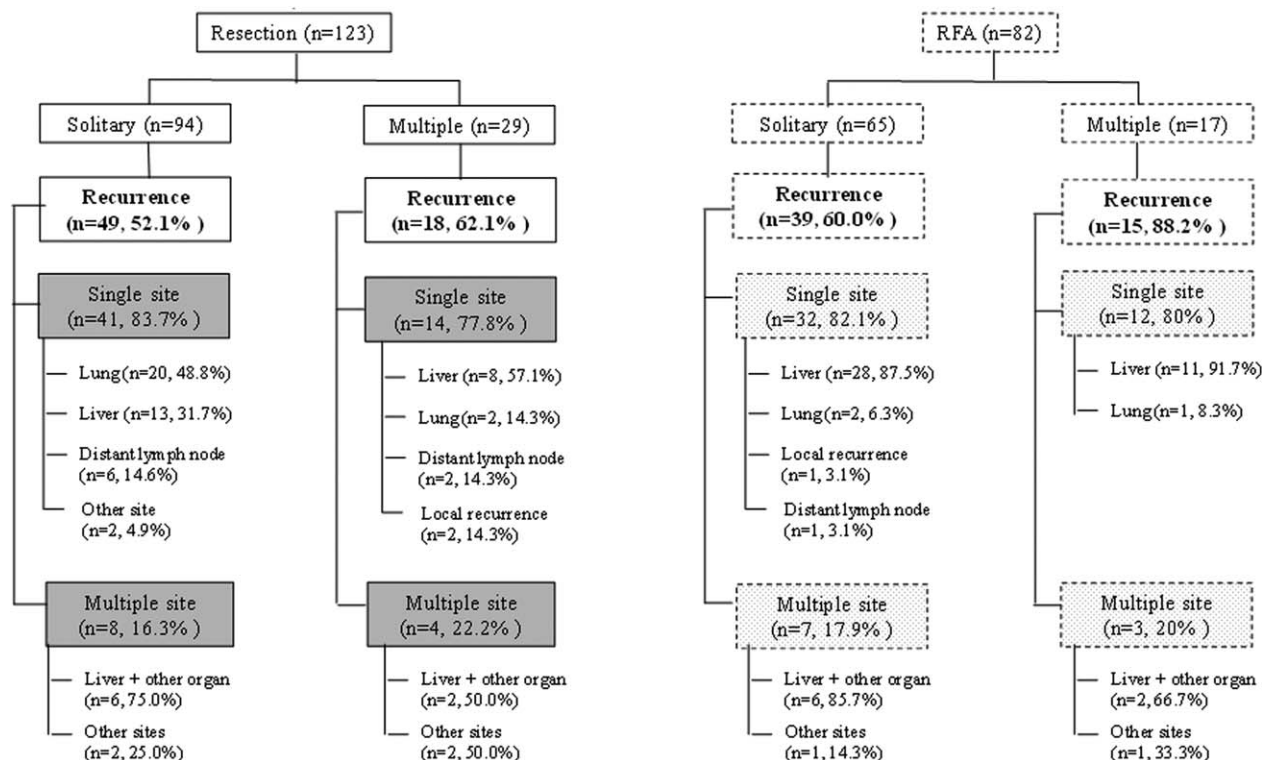 Resection (n=123)
Solitary (n=94)
Recurrence
(n=49, 52.1% )
Single site
(n=41, 83.7% )
Lung(n=20, 48.8%)
Liver (n=13, 31.7%)
Distant lymph node
(n=6, 14.6%)
Other site
(n=2, 4.9%)
Multiple site
(n=8, 16.3% )
Liver + other organ
(n=6,75.0%)
Other sites
(n=2, 25.0%)
Multiple (n=29)
Recurrence
(n=18, 62.1% )
Single site
(n=14, 77.8% )
Liver (n=8, 57.1%)
Lung(n=2, 14.3%)
Distant lymph node
(n=2, 14.3%)
Local recurrence
(n=2, 14.3%)
Multiple site
(n=4, 22.2% )
Liver + other organ
(n=2,50.0%)
Other sites
(n=2, 50.0%)
RFA (n=82)
Solitary (n=65)
Recurrence
(n=39, 60.0% )
Single site
(n=32, 82.1% )
Liver (n=28, 87.5%)
Lung(n=2, 6.3%)
Local recurrence
(n=1, 3.1%)
Distant lymph node
(n=1, 3.1%)
Multiple site
(n=7, 17.9% )
Liver + other organ
(n=6, 85.7%)
Other sites
(n=1, 14.3%)
Multiple (n=17)
Recurrence
(n=15, 88.2% )
Single site
(n=12, 80% )
Liver (n=11, 91.7%)
Lung(n=1, 8.3%)
Multiple site
(n=3, 20% )
Liver + other organ
(n=2, 66.7%)
Other sites
(n=1, 33.3%)